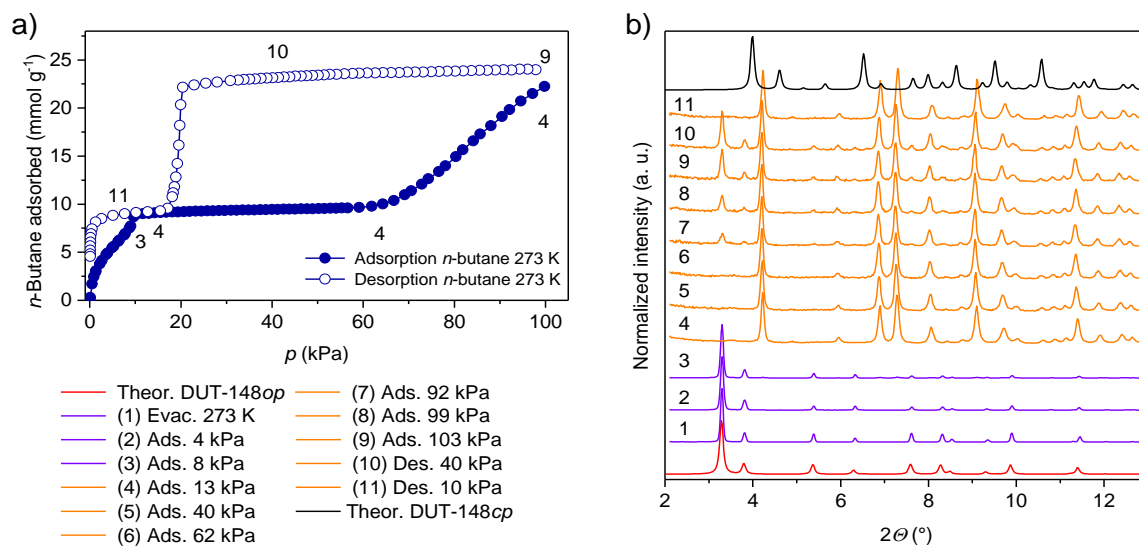 a)
n-Butane adsorbed (mmol g⁻¹)
30
25
20
15
10
5
0
10
9
4
11
3
4
4
Adsorption n-butane 273 K
Desorption n-butane 273 K
0
20
40
60
80
100
p (kPa)
Theor. DUT-148op
(1) Evac. 273 K
(2) Ads. 4 kPa
(3) Ads. 8 kPa
(4) Ads. 13 kPa
(5) Ads. 40 kPa
(6) Ads. 62 kPa
(7) Ads. 92 kPa
(8) Ads. 99 kPa
(9) Ads. 103 kPa
(10) Des. 40 kPa
(11) Des. 10 kPa
Theor. DUT-148cp
b)
Normalized Intensity (a. u.)
11
10
9
8
7
6
5
4
3
2
1
2
4
6
8
10
12
2Θ (°)